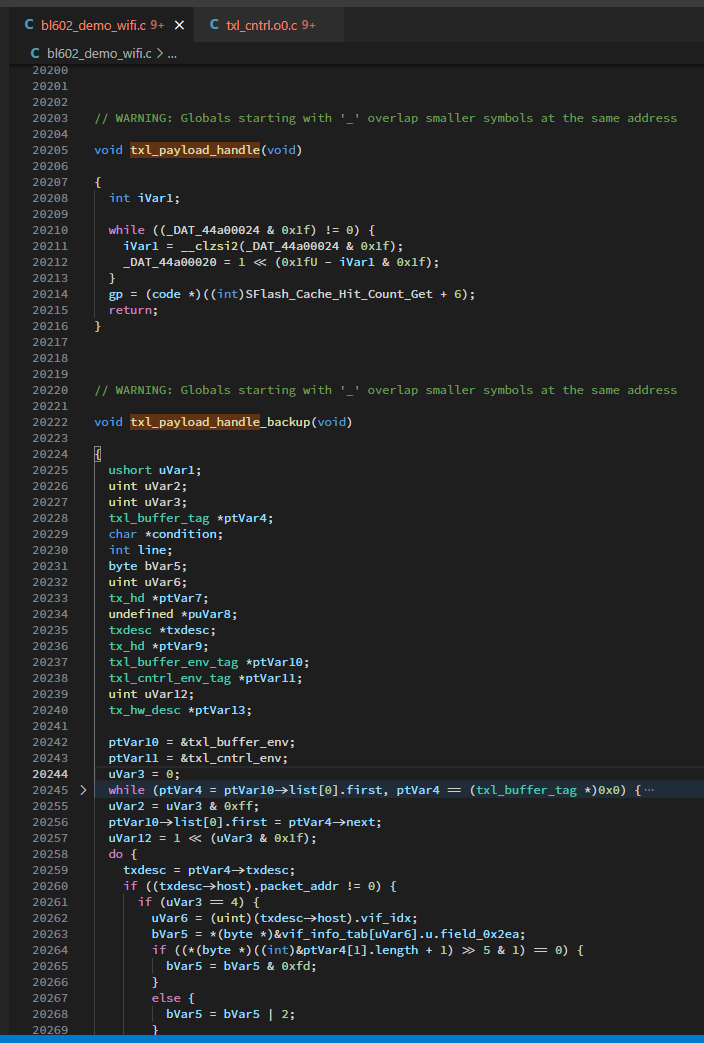 bl602_demo_wifi.c 9+ × txl_cntrl.o0.c 9+
bl602_demo_wifi.c > ...
20200
20201
20202
20203 // WARNING: Globals starting with '_' overlap smaller symbols at the same address
20204
20205 void txl_payload_handle(void)
20206
20207 {
20208 int iVar1;
20209
20210 while ((_DAT_44a00024 & 0x1f) != 0) {
20211 iVar1 = __clzsi2(_DAT_44a00024 & 0x1f);
20212 _DAT_44a00020 = 1 << (0x1fU - iVar1 & 0x1f);
20213 }
20214 gp = (code *)((int)SFlash_Cache_Hit_Count_Get + 6);
20215 return;
20216 }
20217
20218
20219
20220 // WARNING: Globals starting with '_' overlap smaller symbols at the same address
20221
20222 void txl_payload_handle_backup(void)
20223
20224 {
20225 ushort uVar1;
20226 uint uVar2;
20227 uint uVar3;
20228 txl_buffer_tag *ptVar4;
20229 char *condition;
20230 int line;
20231 byte bVar5;
20232 uint uVar6;
20233 tx_hd *ptVar7;
20234 undefined *puVar8;
20235 txdesc *txdesc;
20236 tx_hd *ptVar9;
20237 txl_buffer_env_tag *ptVar10;
20238 txl_cntrl_env_tag *ptVar11;
20239 uint uVar12;
20240 tx_hw_desc *ptVar13;
20241
20242 ptVar10 = &txl_buffer_env;
20243 ptVar11 = &txl_cntrl_env;
20244 uVar3 = 0;
20245 while (ptVar4 = ptVar10->list[0].first, ptVar4 == (txl_buffer_tag *)0x0) {···
20255 uVar2 = uVar3 & 0xff;
20256 ptVar10->list[0].first = ptVar4->next;
20257 uVar12 = 1 << (uVar3 & 0x1f);
20258 do {
20259 txdesc = ptVar4->txdesc;
20260 if ((txdesc->host).packet_addr != 0) {
20261 if (uVar3 == 4) {
20262 uVar6 = (uint)(txdesc->host).vif_idx;
20263 bVar5 = *(byte *)&vif_info_tab[uVar6].u.field_0x2ea;
20264 if ((*(byte *)((int)&ptVar4[1].length + 1) >> 5 & 1) == 0) {
20265 bVar5 = bVar5 & 0xfd;
20266 }
20267 else {
20268 bVar5 = bVar5 | 2;
20269 }